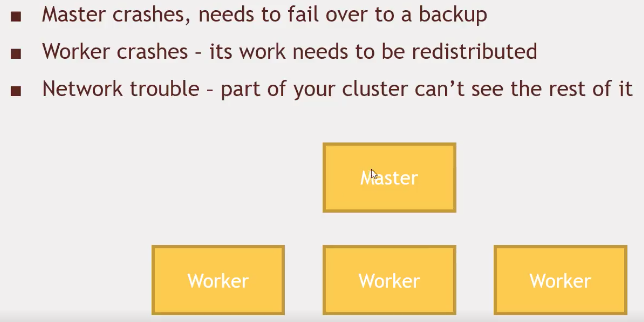 ▪ Master crashes, needs to fail over to a backup
▪ Worker crashes – its work needs to be redistributed
▪ Network trouble – part of your cluster can't see the rest of it
Master
Worker Worker Worker